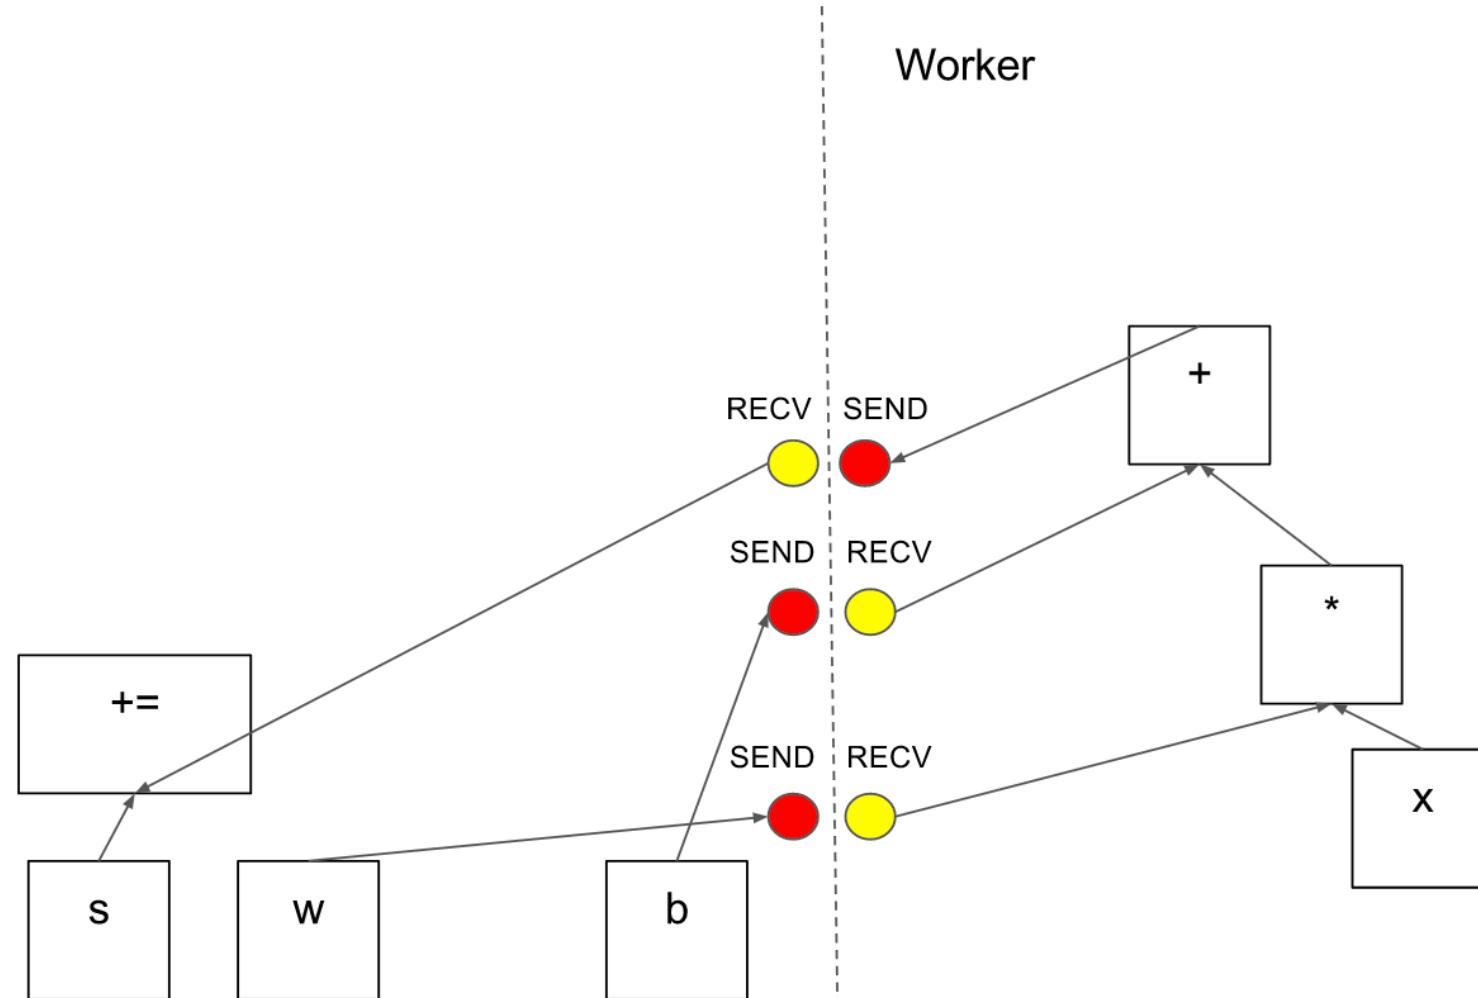 Worker
+
RECV SEND
SEND RECV
*
+=
SEND RECV
x
s w b